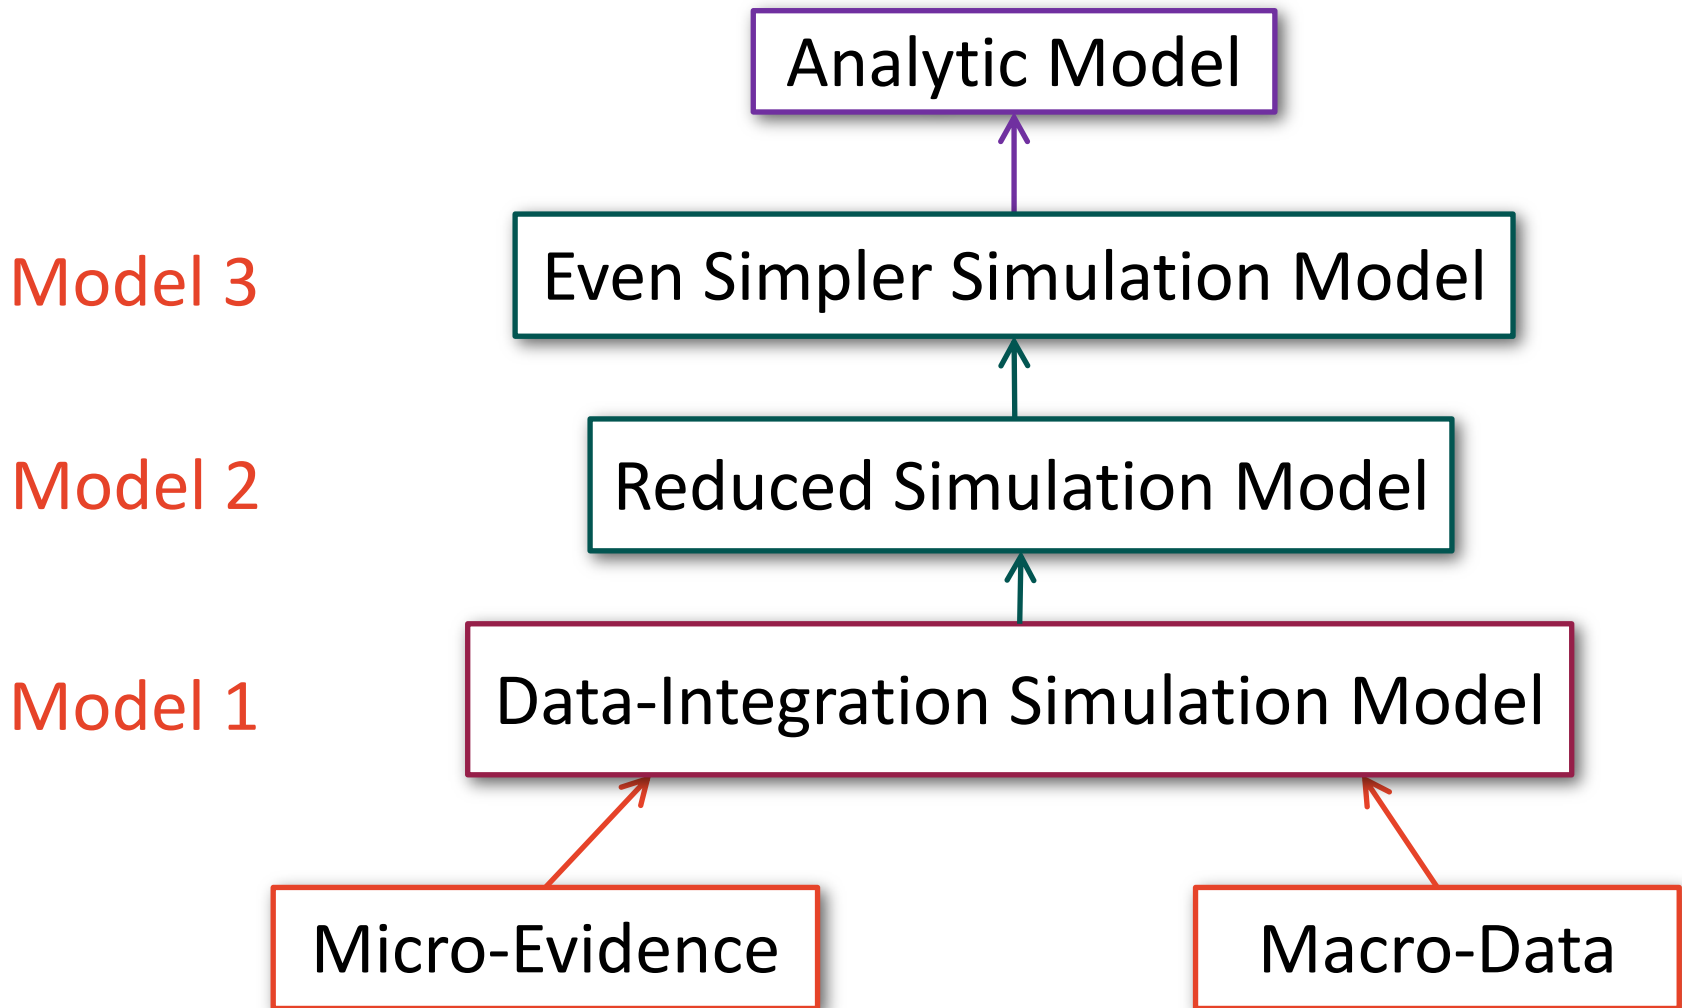 Analytic Model
Model 3
Even Simpler Simulation Model
Model 2
Reduced Simulation Model
Model 1
Data-Integration Simulation Model
Micro-Evidence
Macro-Data